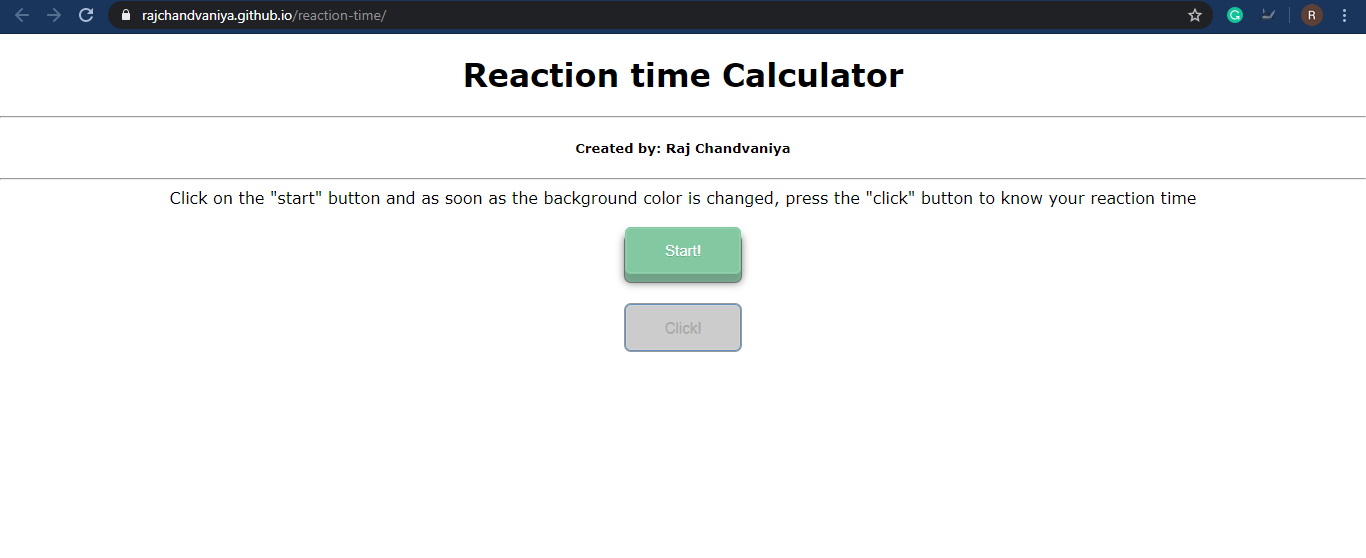 rajchandvaniya.github.io/reaction-time/
R
Reaction time Calculator
Created by: Raj Chandvaniya
Click on the "start" button and as soon as the background color is changed, press the "click" button to know your reaction time
Start!
Click!